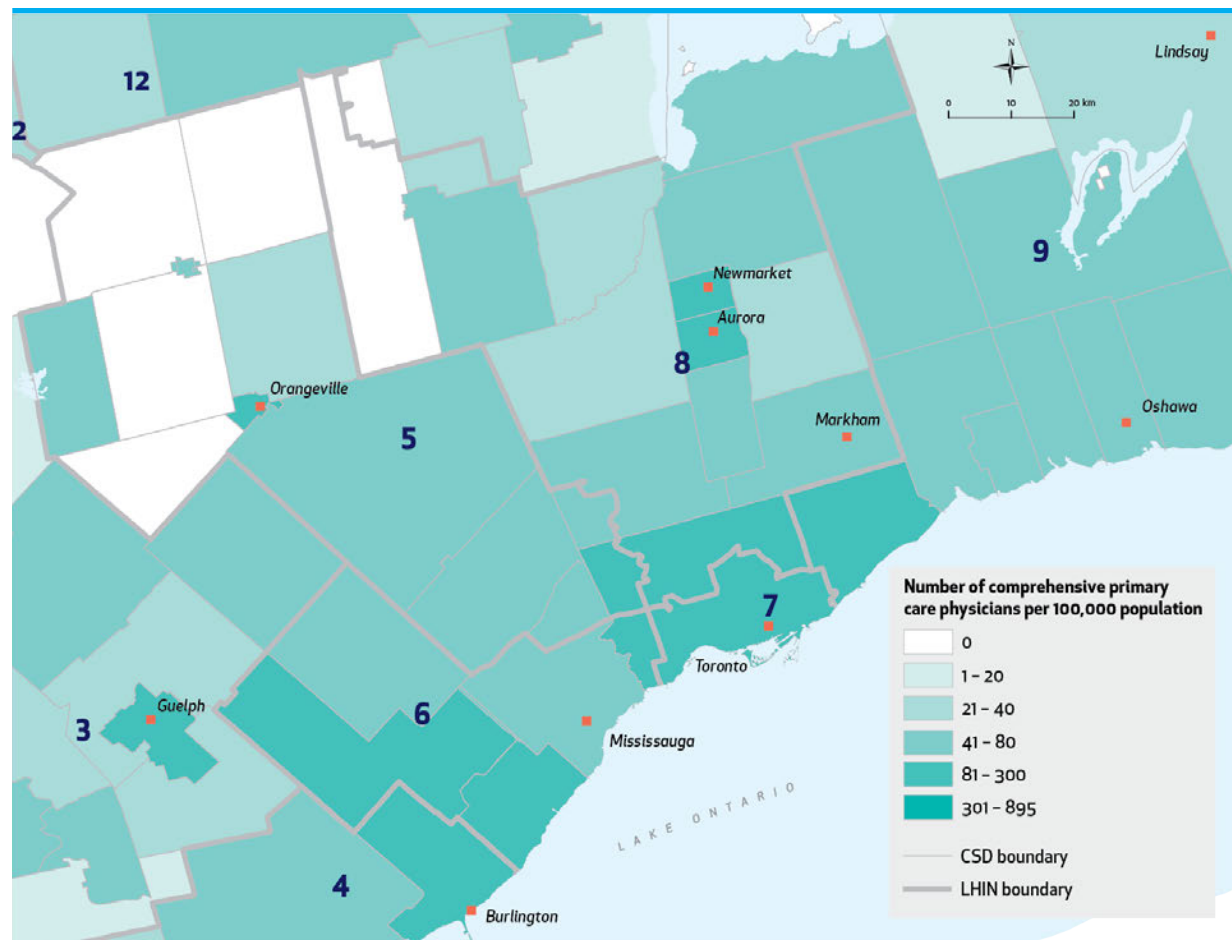 Lindsay
N
12
0 10 20 km
2
9
Newmarket
Aurora
8
Orangeville
5
Markham
Oshawa
Number of comprehensive primary
care physicians per 100,000 population
0
1 – 20
21 – 40
41 – 80
81 – 300
301 – 895
CSD boundary
LHIN boundary
7
Toronto
Guelph
3
6
Mississauga
LAKE ONTARIO
4
Burlington